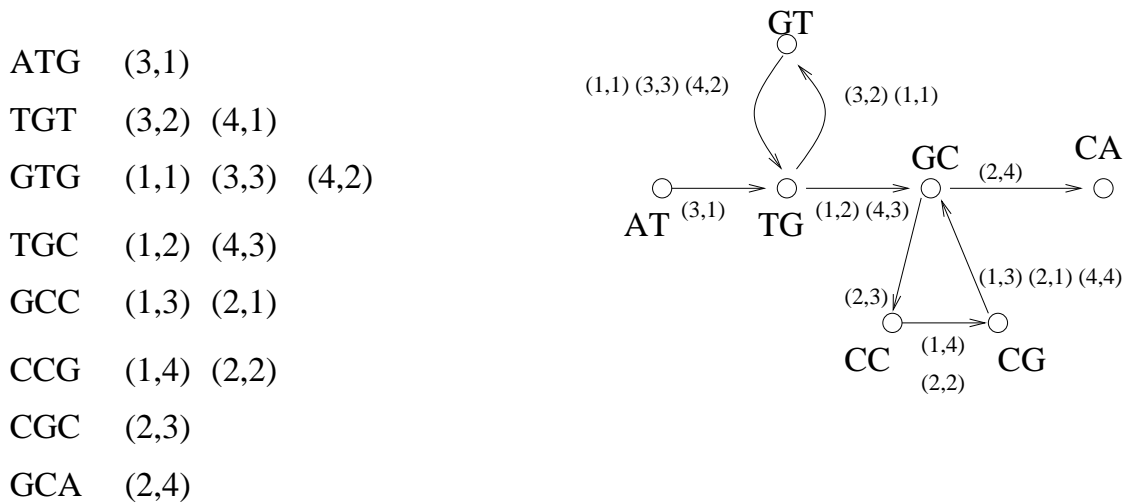 ATG (3,1)
TGT (3,2) (4,1)
GTG (1,1) (3,3) (4,2)
TGC (1,2) (4,3)
GCC (1,3) (2,1)
CCG (1,4) (2,2)
CGC (2,3)
GCA (2,4)
GT
(1,1) (3,3) (4,2)
(3,2) (1,1)
GC
CA
(2,4)
(3,1)
(1,2) (4,3)
AT
TG
(1,3) (2,1) (4,4)
(2,3)
(1,4)
CC
CG
(2,2)